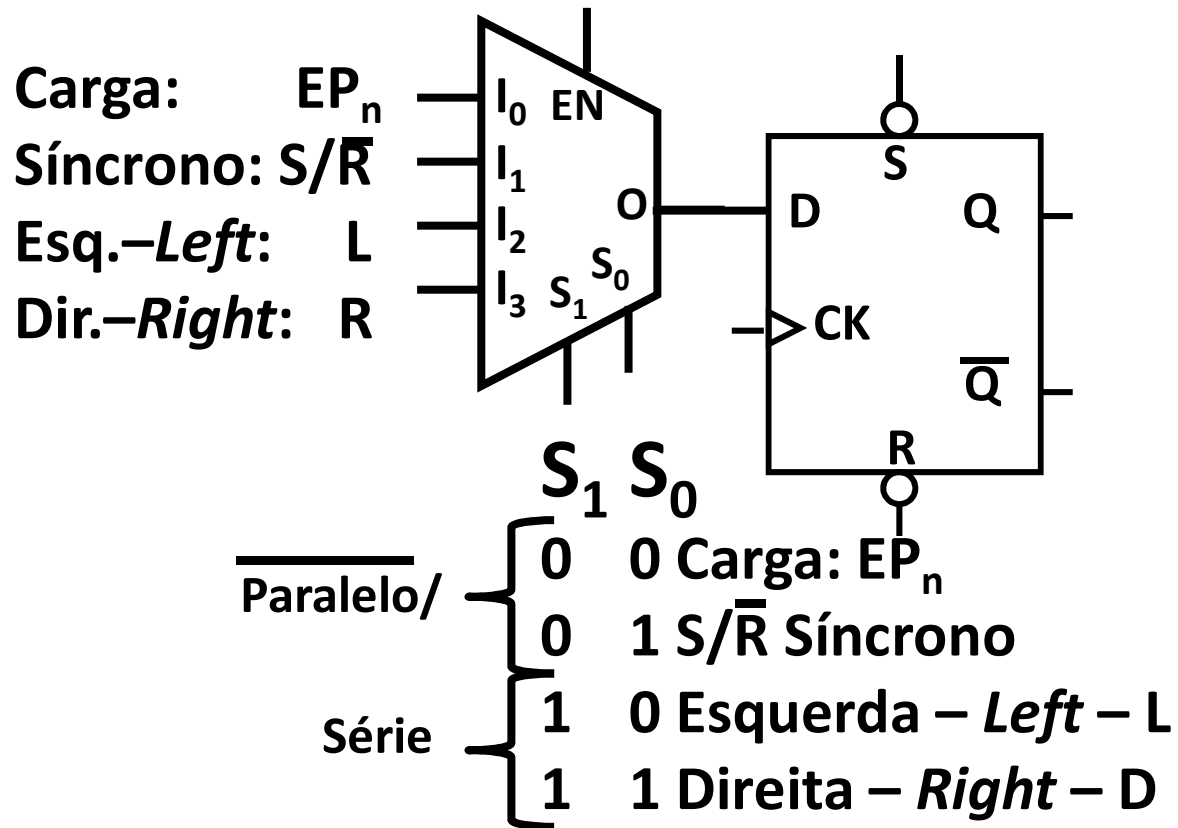 Carga: EPₙ
Síncrono: S/R̅
Esq.–Left: L
Dir.–Right: R
I₀ EN
I₁
I₂
I₃
O
S₁ S₀
S
D Q
CK
Q̅
R
S₁ S₀
P̅a̅r̅a̅l̅e̅l̅o̅/
0 0 Carga: EPₙ
0 1 S/R̅ Síncrono
Série
1 0 Esquerda – Left – L
1 1 Direita – Right – D